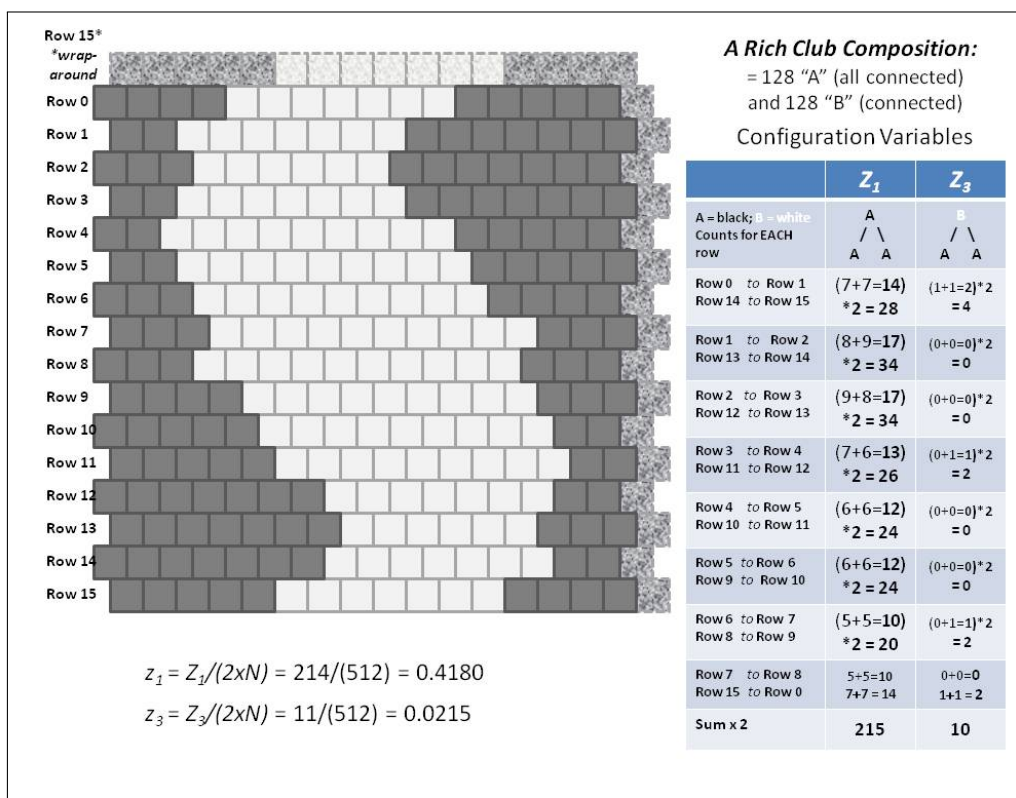 Row 15*
*wrap-
around
Row 0
Row 1
Row 2
Row 3
Row 4
Row 5
Row 6
Row 7
Row 8
Row 9
Row 10
Row 11
Row 12
Row 13
Row 14
Row 15
z1 = Z1/(2xN) = 214/(512) = 0.4180
z3 = Z3/(2xN) = 11/(512) = 0.0215
A Rich Club Composition:
= 128 “A” (all connected)
and 128 “B” (connected)
Configuration Variables
Z1 Z3
A = black; B = white
Counts for EACH
row
A
/ \
A A
B
/ \
A A
Row 0 to Row 1
Row 14 to Row 15
(7+7=14)
*2 = 28
(1+1=2)*2
= 4
Row 1 to Row 2
Row 13 to Row 14
(8+9=17)
*2 = 34
(0+0=0)*2
= 0
Row 2 to Row 3
Row 12 to Row 13
(9+8=17)
*2 = 34
(0+0=0)*2
= 0
Row 3 to Row 4
Row 11 to Row 12
(7+6=13)
*2 = 26
(0+1=1)*2
= 2
Row 4 to Row 5
Row 10 to Row 11
(6+6=12)
*2 = 24
(0+0=0)*2
= 0
Row 5 to Row 6
Row 9 to Row 10
(6+6=12)
*2 = 24
(0+0=0)*2
= 0
Row 6 to Row 7
Row 8 to Row 9
(5+5=10)
*2 = 20
(0+1=1)*2
= 2
Row 7 to Row 8
Row 15 to Row 0
5+5=10
7+7 = 14
0+0=0
1+1 = 2
Sum x 2 215 10